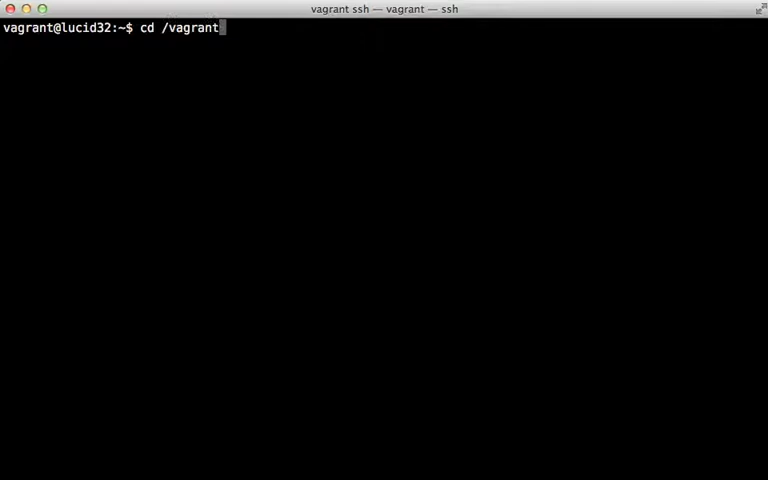 vagrant ssh — vagrant — ssh
vagrant@lucid32:~$ cd /vagrant